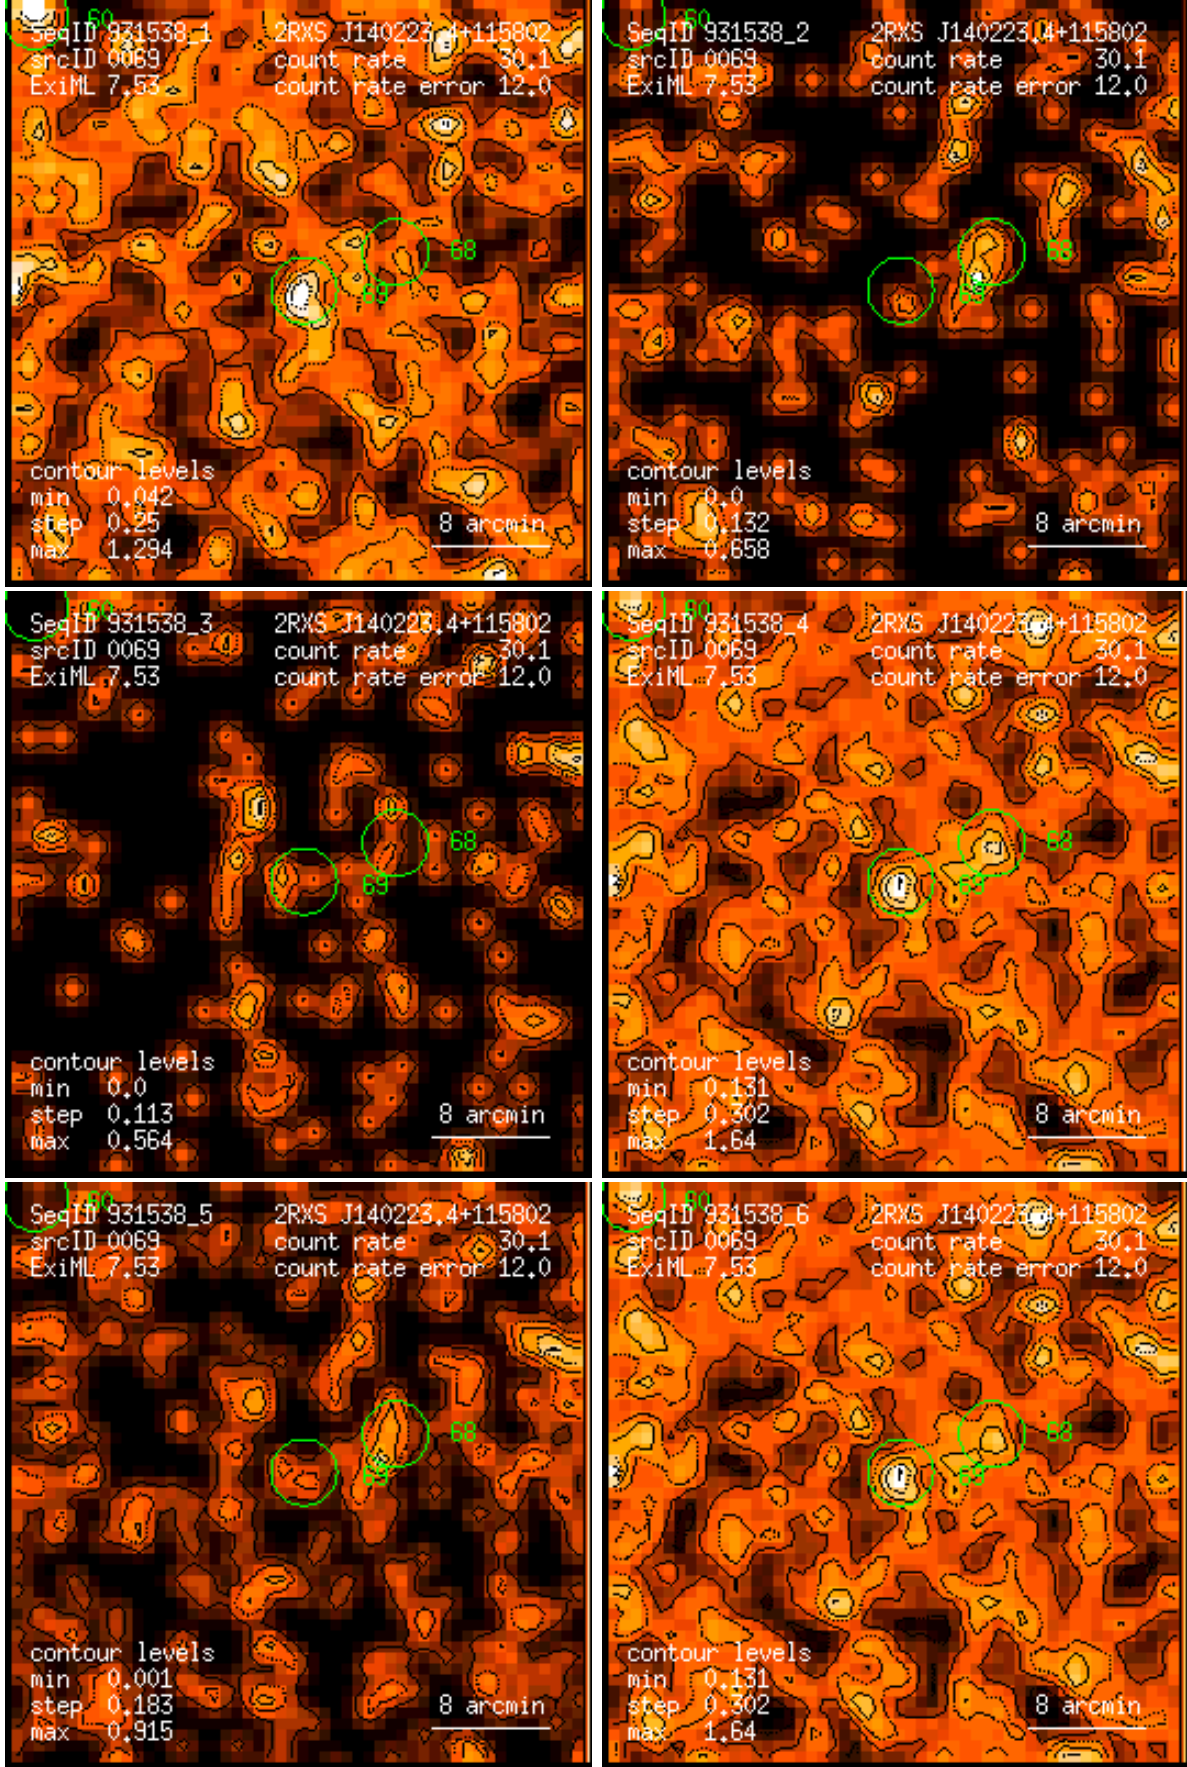 60
SeqID 931538_1 2RXS J140223.4+115802
srcID 0069 count rate 30.1
ExiML 7.53 count rate error 12.0
68
69
contour levels
min 0.042
step 0.25
max 1.294
8 arcmin
60
SeqID 931538_2 2RXS J140223.4+115802
srcID 0069 count rate 30.1
ExiML 7.53 count rate error 12.0
68
69
contour levels
min 0.0
step 0.132
max 0.658
8 arcmin
60
SeqID 931538_3 2RXS J140223.4+115802
srcID 0069 count rate 30.1
ExiML 7.53 count rate error 12.0
68
69
contour levels
min 0.0
step 0.113
max 0.564
8 arcmin
60
SeqID 931538_4 2RXS J140223.4+115802
srcID 0069 count rate 30.1
ExiML 7.53 count rate error 12.0
68
69
contour levels
min 0.131
step 0.302
max 1.64
8 arcmin
60
SeqID 931538_5 2RXS J140223.4+115802
srcID 0069 count rate 30.1
ExiML 7.53 count rate error 12.0
68
69
contour levels
min 0.001
step 0.183
max 0.915
8 arcmin
60
SeqID 931538_6 2RXS J140223.4+115802
srcID 0069 count rate 30.1
ExiML 7.53 count rate error 12.0
68
69
contour levels
min 0.131
step 0.302
max 1.64
8 arcmin